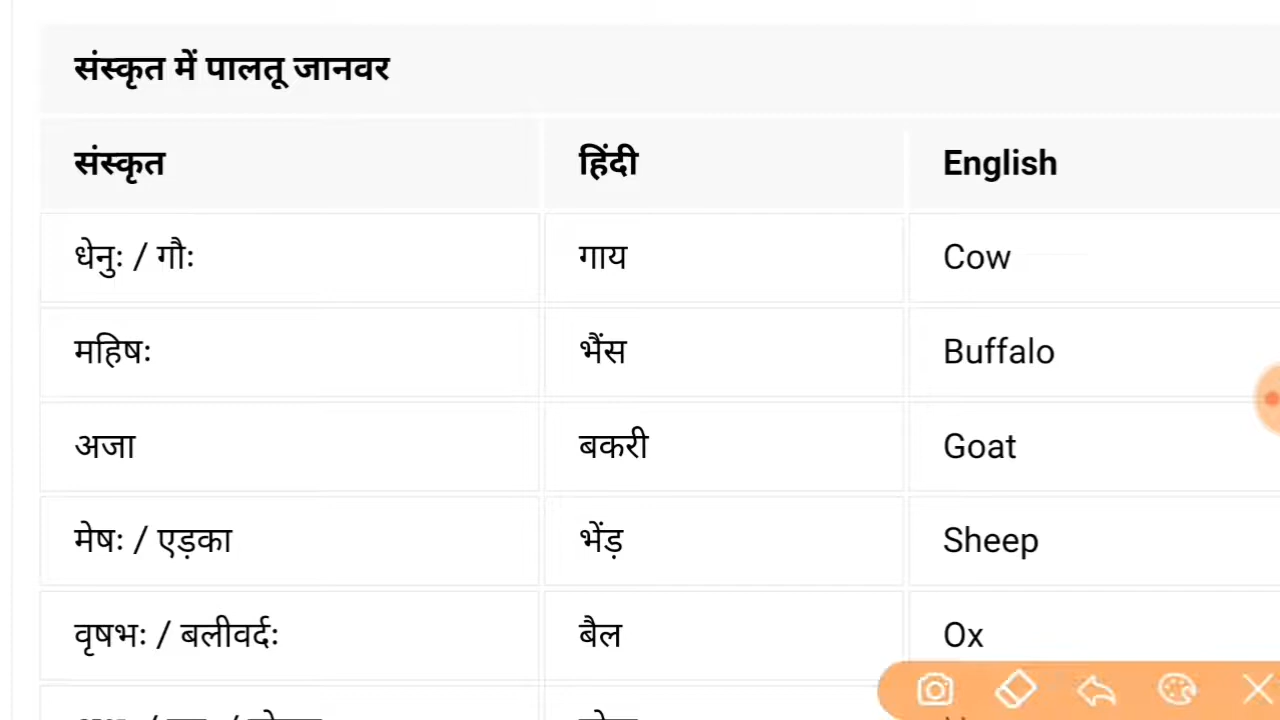 संस्कृत में पालतू जानवर
संस्कृत हिंदी English
धेनुः / गौः गाय Cow
महिषः भैंस Buffalo
अजा बकरी Goat
मेषः / एड़का भेंड़ Sheep
वृषभः / बलीवर्दः बैल Ox